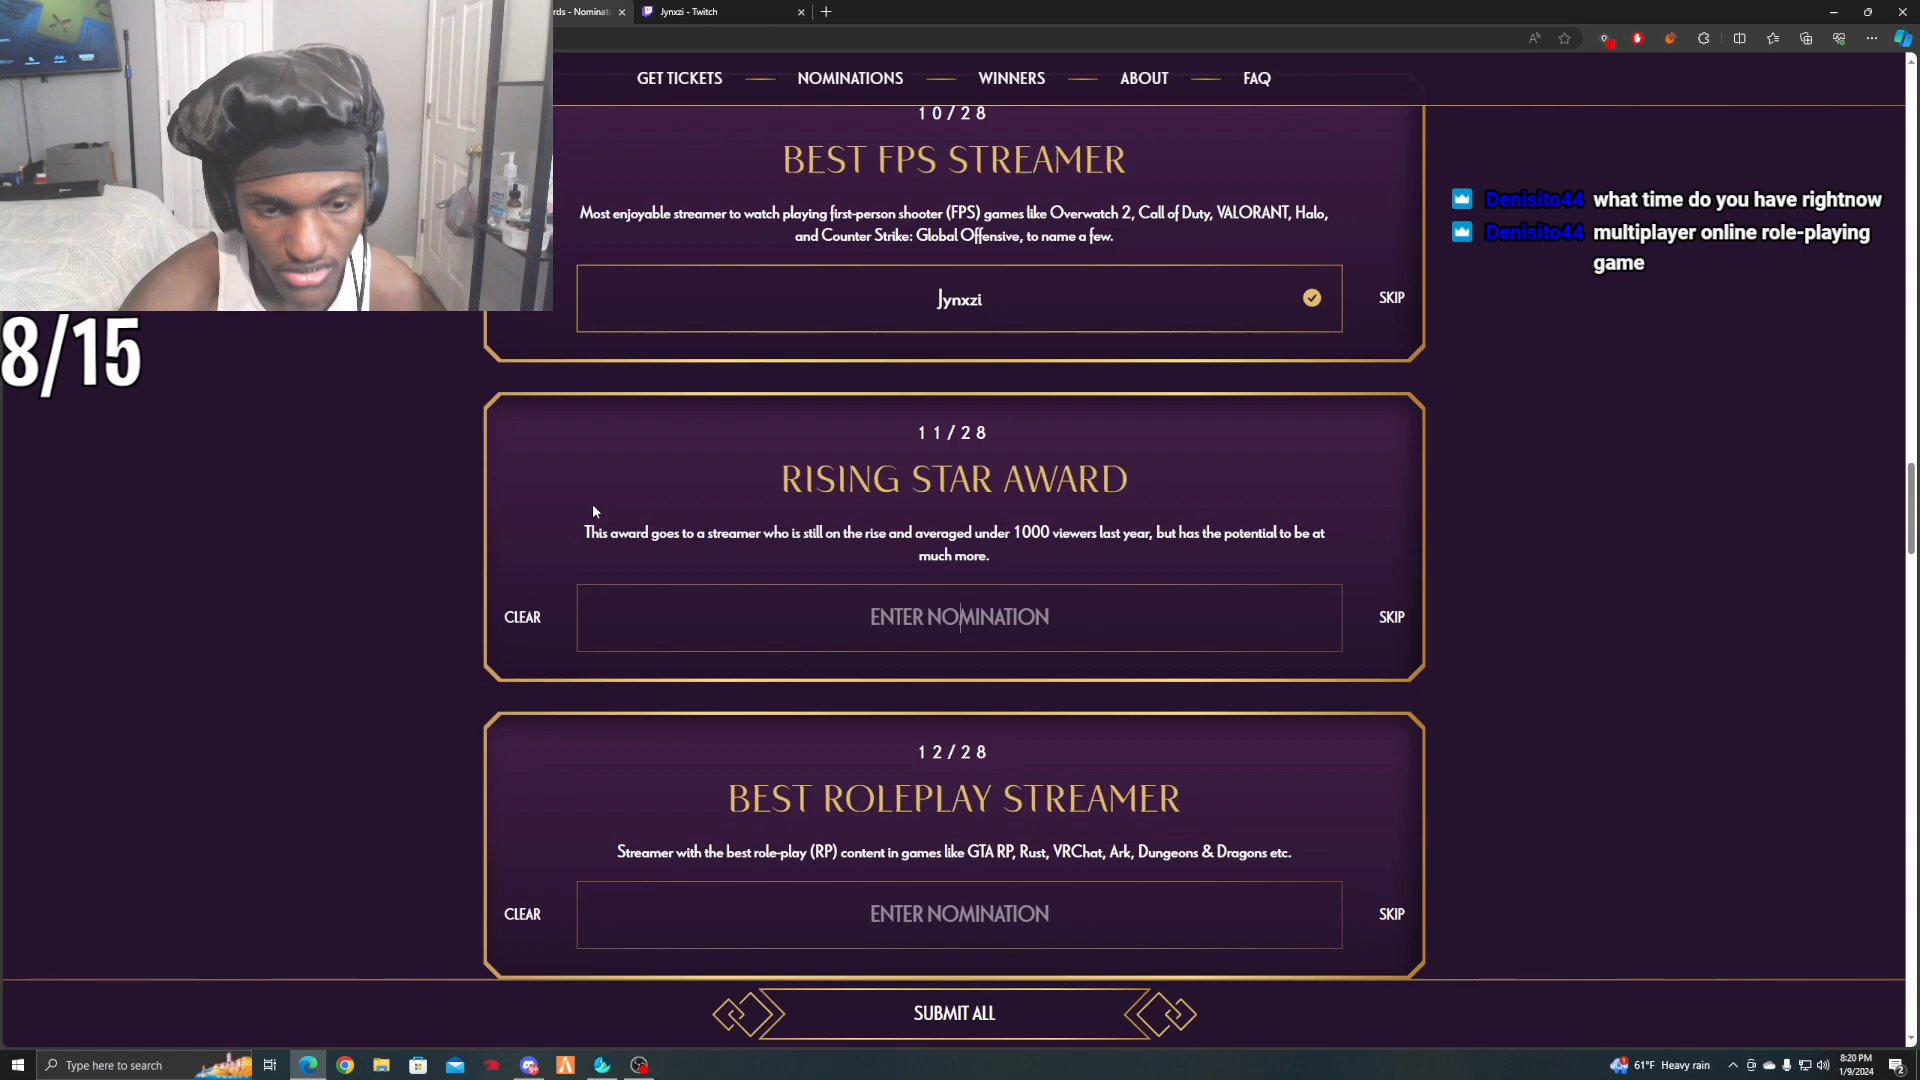 rds - Nominati
Jynxzi - Twitch
GET TICKETS
NOMINATIONS
WINNERS
ABOUT
FAQ
10/28
BEST FPS STREAMER
Most enjoyable streamer to watch playing first-person shooter (FPS) games like Overwatch 2, Call of Duty, VALORANT, Halo,
and Counter Strike: Global Offensive, to name a few.
Jynxzi
SKIP
Denisito44 what time do you have rightnow
Denisito44 multiplayer online role-playing
game
8/15
11/28
RISING STAR AWARD
This award goes to a streamer who is still on the rise and averaged under 1000 viewers last year, but has the potential to be at
much more.
CLEAR
ENTER NOMINATION
SKIP
12/28
BEST ROLEPLAY STREAMER
Streamer with the best role-play (RP) content in games like GTA RP, Rust, VRChat, Ark, Dungeons & Dragons etc.
CLEAR
ENTER NOMINATION
SKIP
SUBMIT ALL
Type here to search
61°F Heavy rain
8:20 PM
1/9/2024